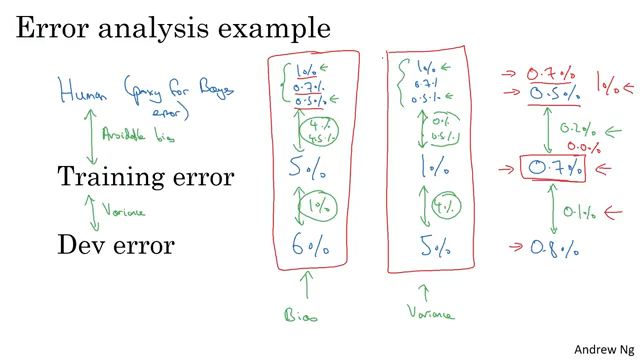 Error analysis example
Human (proxy for Bayes error)
1% 0.7% 0.5%
1% 0.7% 0.5%
0.7% 0.5% 1%
Avoidable bias
4% 4.5%
0% 0.5%
0.2% 0.0%
Training error
5% 1% 0.7%
Variance
1% 4% 0.1%
Dev error
6% 5% 0.8%
Bias
Variance
Andrew Ng